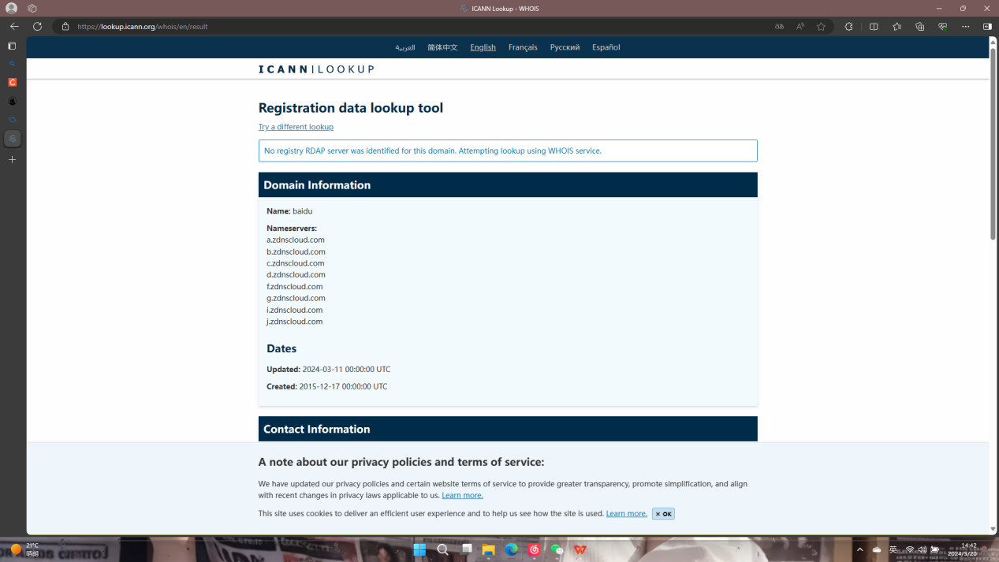 ICANN Lookup - WHOIS
https://lookup.icann.org/whois/en/result
العربية 简体中文 English Français Русский Español
ICANN|LOOKUP
Registration data lookup tool
Try a different lookup
No registry RDAP server was identified for this domain. Attempting lookup using WHOIS service.
Domain Information
Name: baidu
Nameservers:
a.zdnscloud.com
b.zdnscloud.com
c.zdnscloud.com
d.zdnscloud.com
f.zdnscloud.com
g.zdnscloud.com
i.zdnscloud.com
j.zdnscloud.com
Dates
Updated: 2024-03-11 00:00:00 UTC
Created: 2015-12-17 00:00:00 UTC
Contact Information
A note about our privacy policies and terms of service:
We have updated our privacy policies and certain website terms of service to provide greater transparency, promote simplification, and align
with recent changes in privacy laws applicable to us. Learn more.
This site uses cookies to deliver an efficient user experience and to help us see how the site is used. Learn more. × OK
21°C
晴朗
英
14:42
2024/5/20